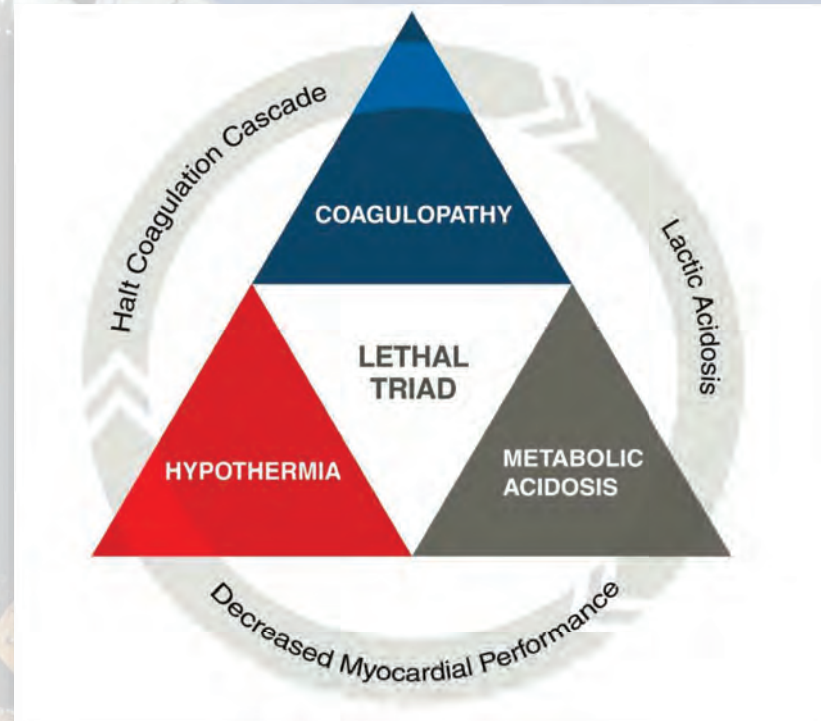 Halt Coagulation Cascade
COAGULOPATHY
Lactic Acidosis
LETHAL
TRIAD
HYPOTHERMIA
METABOLIC
ACIDOSIS
Decreased Myocardial Performance